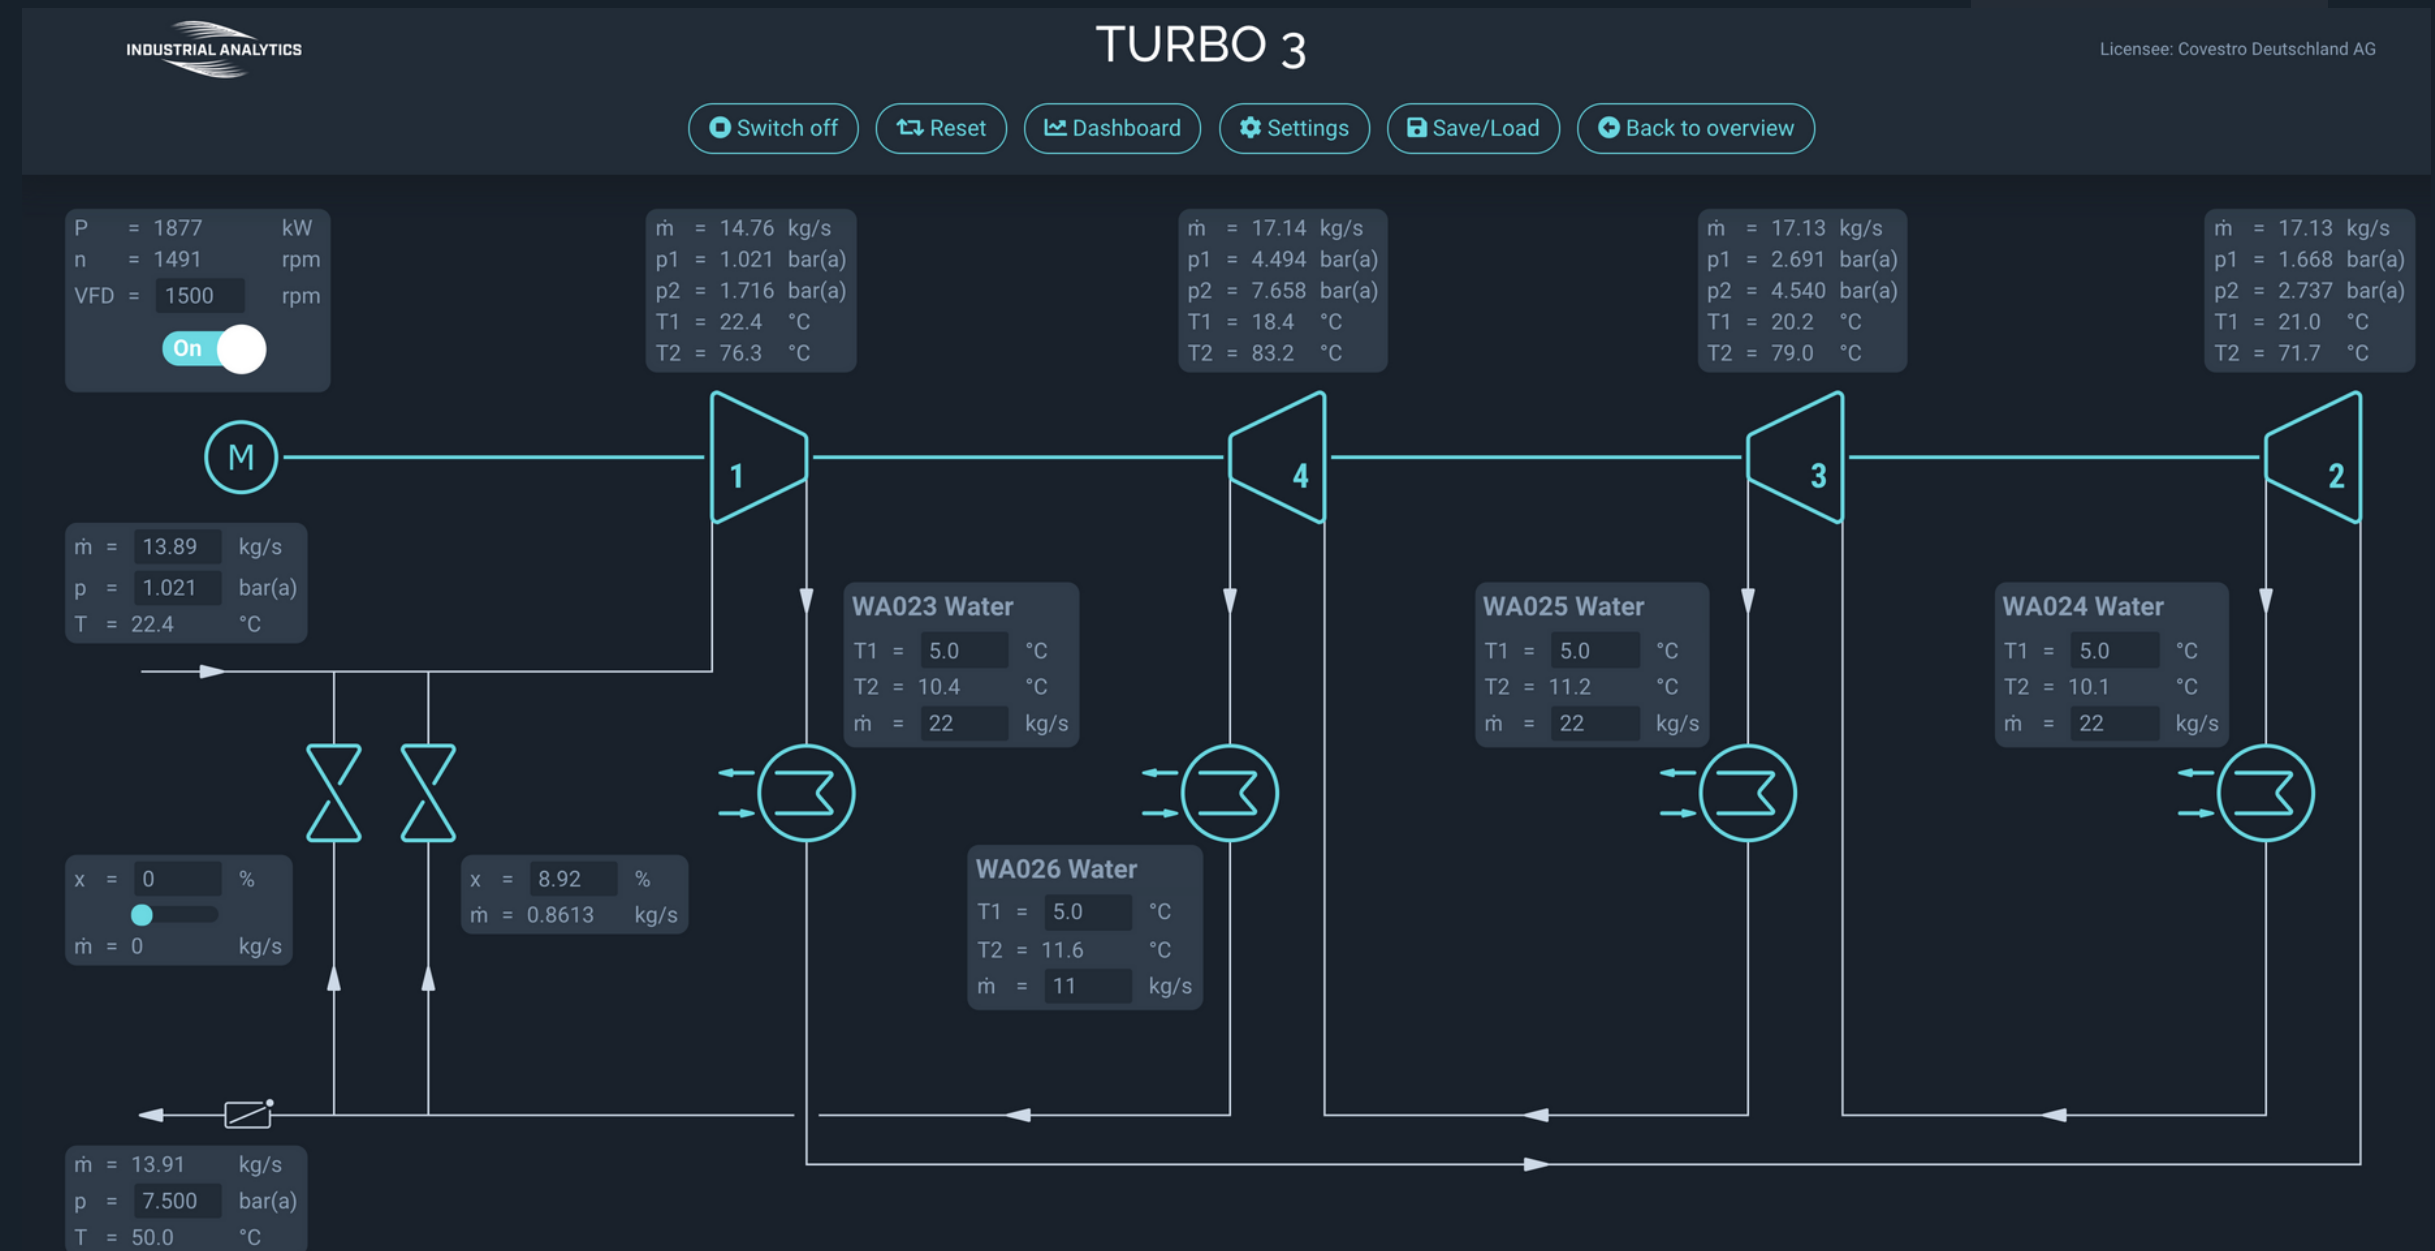 INDUSTRIAL ANALYTICS
TURBO 3
Licensee: Covestro Deutschland AG
Switch off
Reset
Dashboard
Settings
Save/Load
Back to overview
P = 1877 kW
n = 1491 rpm
VFD = 1500 rpm
On
ṁ = 14.76 kg/s
p1 = 1.021 bar(a)
p2 = 1.716 bar(a)
T1 = 22.4 °C
T2 = 76.3 °C
ṁ = 17.14 kg/s
p1 = 4.494 bar(a)
p2 = 7.658 bar(a)
T1 = 18.4 °C
T2 = 83.2 °C
ṁ = 17.13 kg/s
p1 = 2.691 bar(a)
p2 = 4.540 bar(a)
T1 = 20.2 °C
T2 = 79.0 °C
ṁ = 17.13 kg/s
p1 = 1.668 bar(a)
p2 = 2.737 bar(a)
T1 = 21.0 °C
T2 = 71.7 °C
M
1
4
3
2
ṁ = 13.89 kg/s
p = 1.021 bar(a)
T = 22.4 °C
WA023 Water
T1 = 5.0 °C
T2 = 10.4 °C
ṁ = 22 kg/s
WA025 Water
T1 = 5.0 °C
T2 = 11.2 °C
ṁ = 22 kg/s
WA024 Water
T1 = 5.0 °C
T2 = 10.1 °C
ṁ = 22 kg/s
x = 0 %
ṁ = 0 kg/s
x = 8.92 %
ṁ = 0.8613 kg/s
WA026 Water
T1 = 5.0 °C
T2 = 11.6 °C
ṁ = 11 kg/s
ṁ = 13.91 kg/s
p = 7.500 bar(a)
T = 50.0 °C